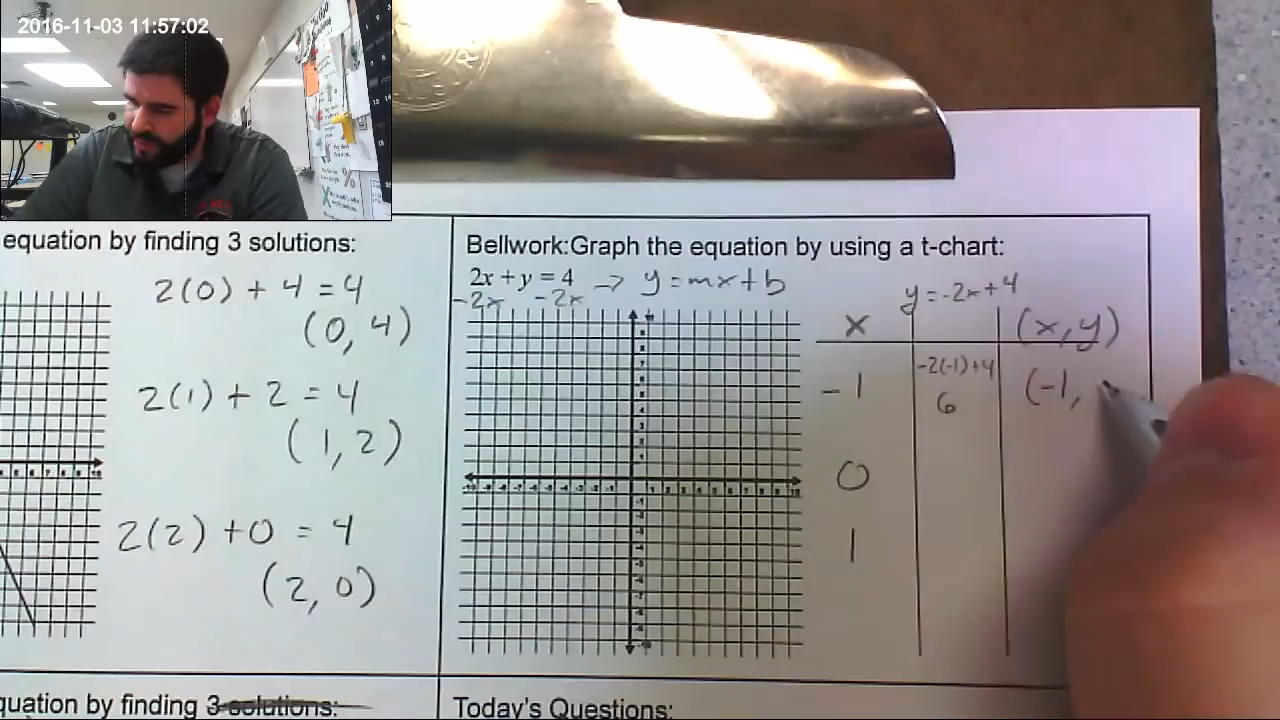 2016-11-03 11:57:02
equation by finding 3 solutions:
2(0) + 4 = 4
(0, 4)
2(1) + 2 = 4
(1, 2)
2(2) + 0 = 4
(2, 0)
Bellwork:Graph the equation by using a t-chart:
2x + y = 4 -> y = mx + b
-2x -2x
y = -2x + 4
x (x, y)
-1 -2(-1)+4 (-1,
6
0
1
quation by finding 3 solutions:
Today's Questions: